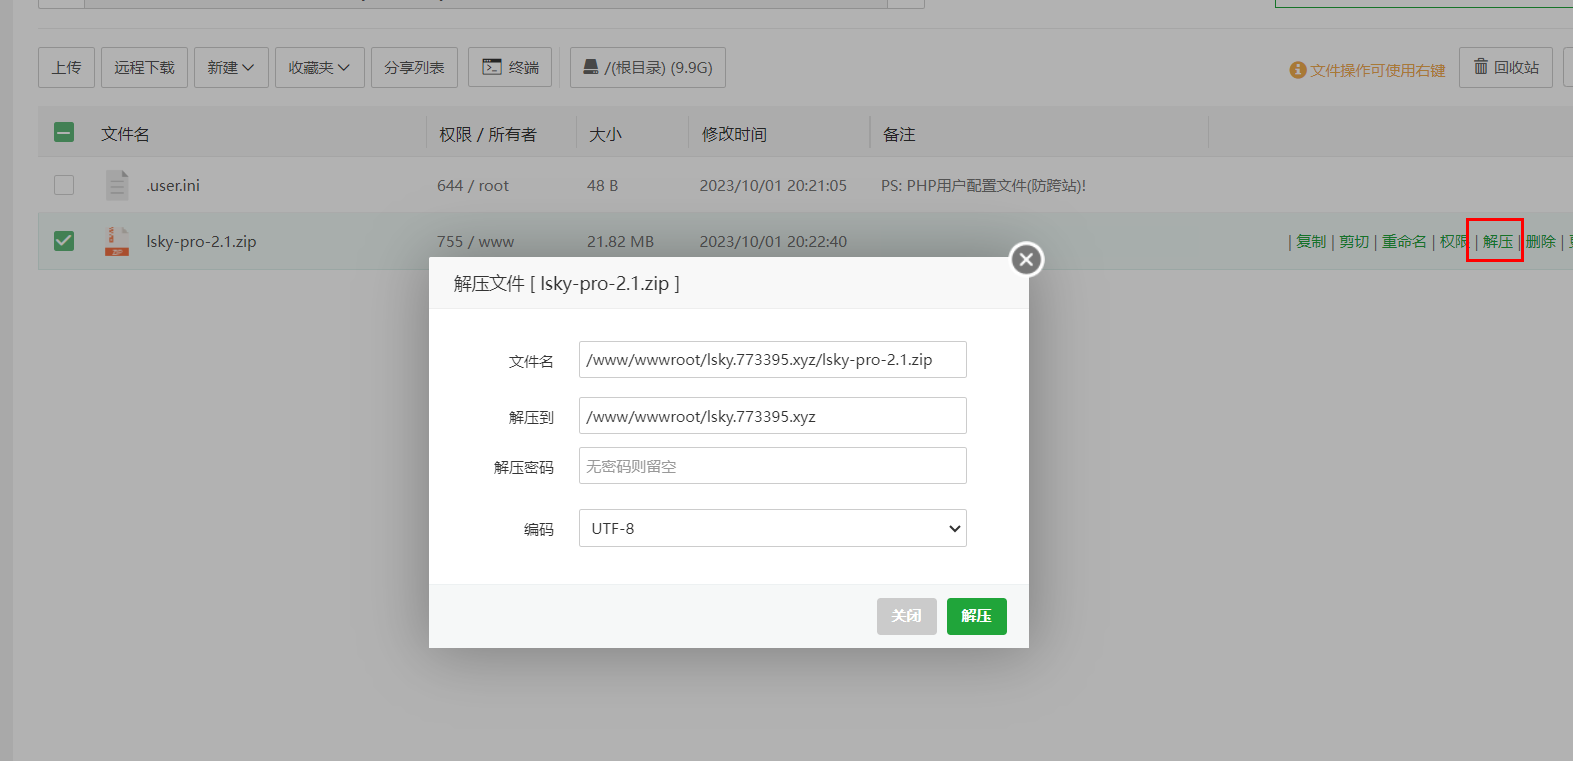 上传 远程下载 新建 收藏夹 分享列表 终端 /(根目录) (9.9G) 文件操作可使用右键 回收站
文件名 权限 / 所有者 大小 修改时间 备注
.user.ini 644 / root 48 B 2023/10/01 20:21:05 PS: PHP用户配置文件(防跨站)!
lsky-pro-2.1.zip 755 / www 21.82 MB 2023/10/01 20:22:40 | 复制 | 剪切 | 重命名 | 权限 | 解压 | 删除 |
解压文件 [ lsky-pro-2.1.zip ]
文件名 /www/wwwroot/lsky.773395.xyz/lsky-pro-2.1.zip
解压到 /www/wwwroot/lsky.773395.xyz
解压密码 无密码则留空
编码 UTF-8
关闭 解压